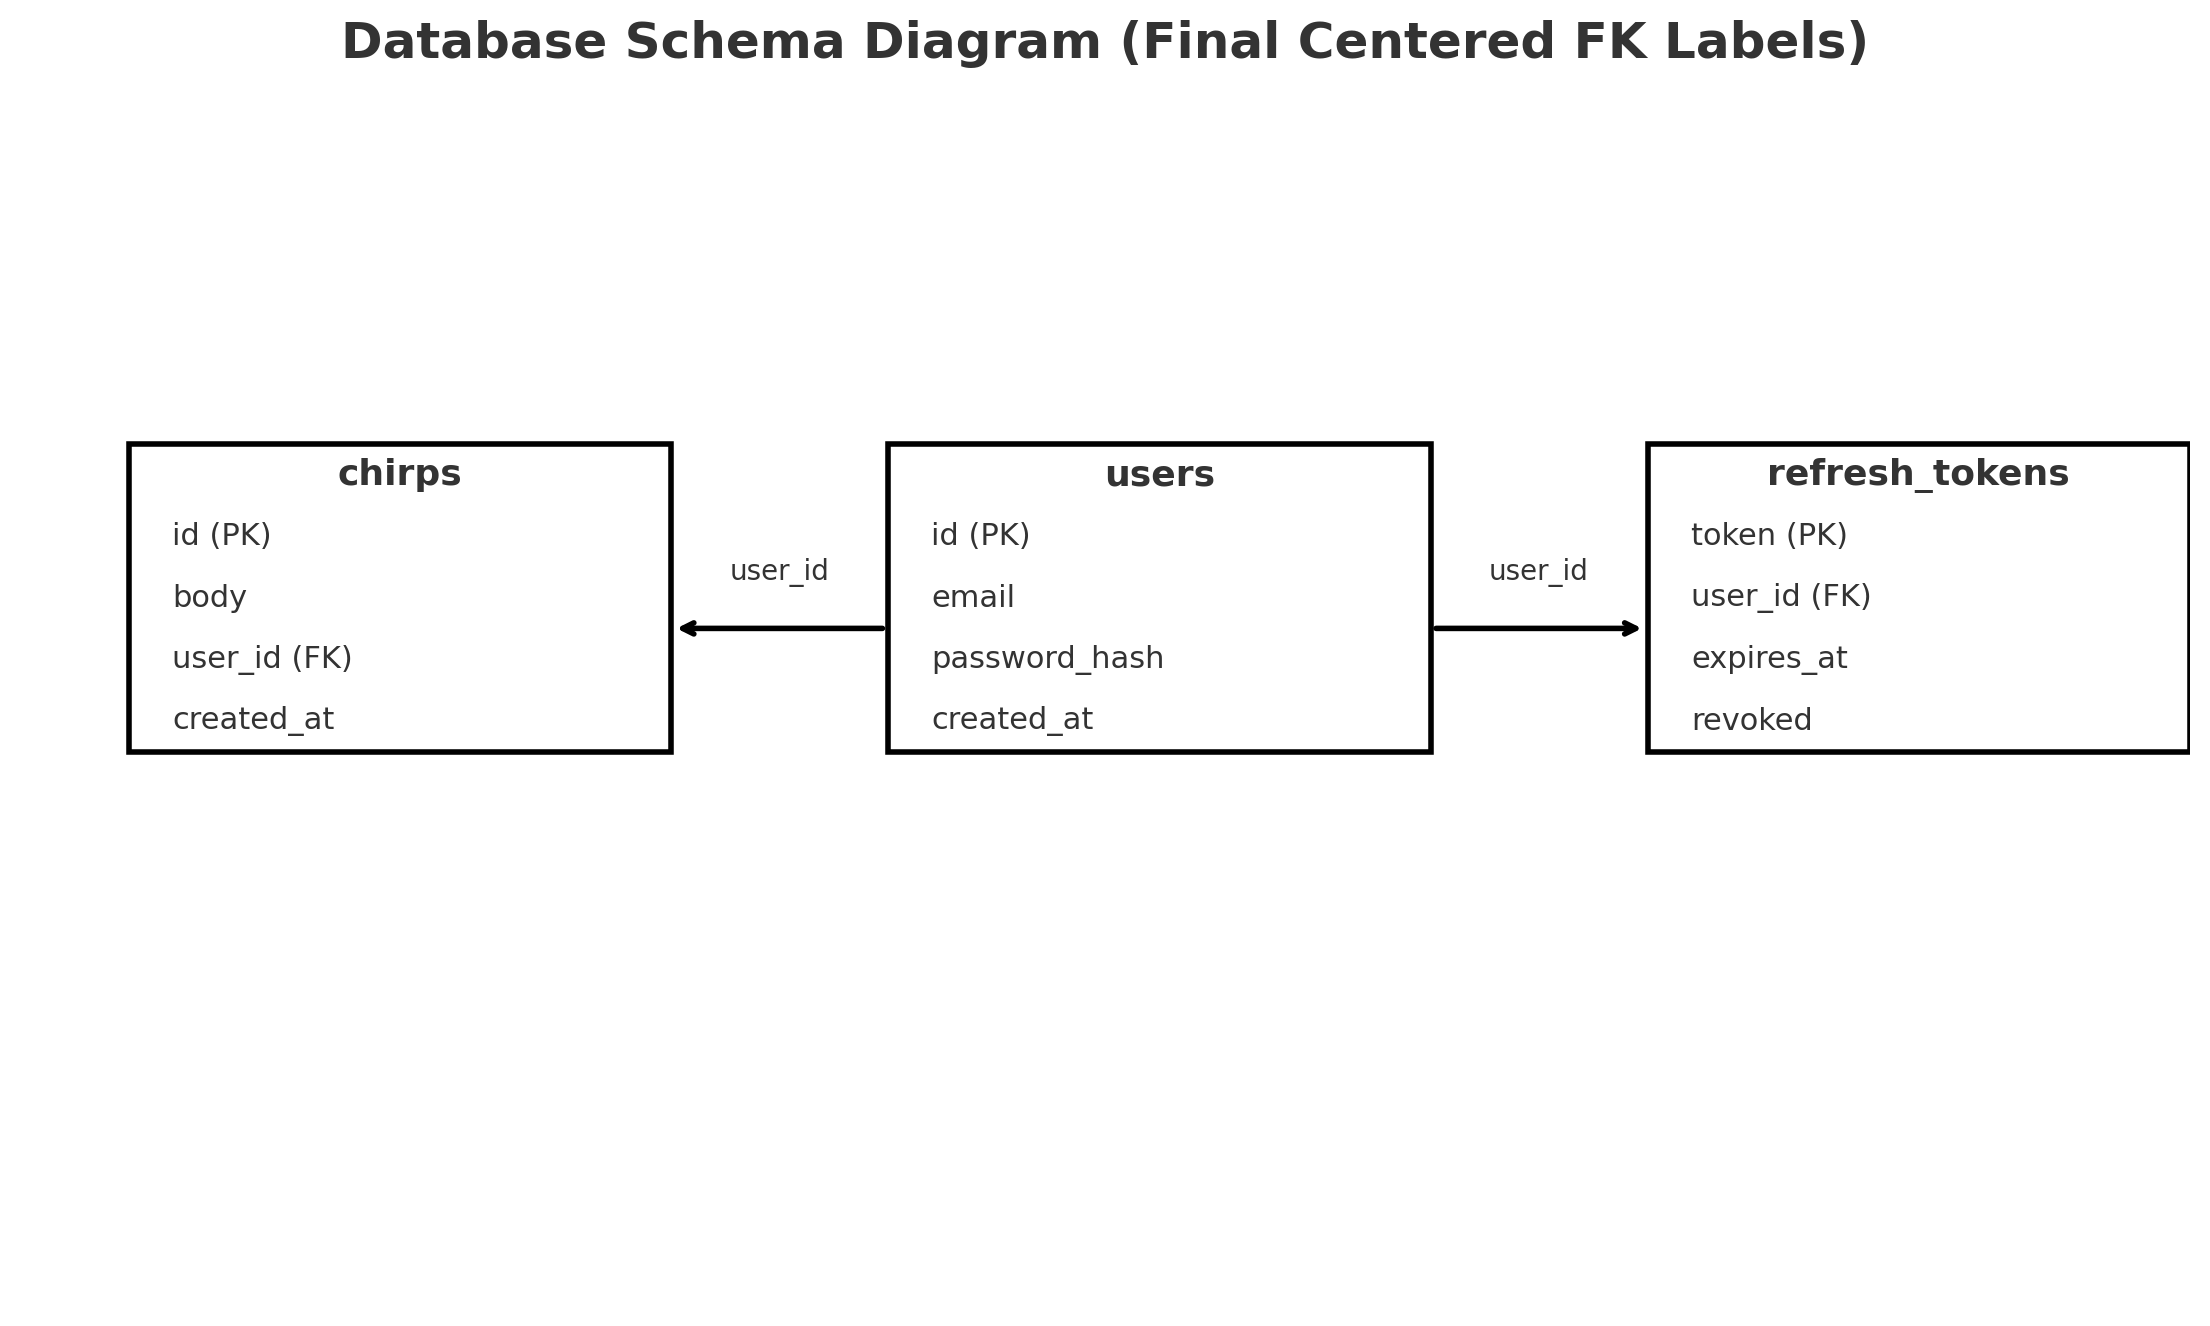 Database Schema Diagram (Final Centered FK Labels)
chirps
id (PK)
body
user_id (FK)
created_at
user_id
users
id (PK)
email
password_hash
created_at
user_id
refresh_tokens
token (PK)
user_id (FK)
expires_at
revoked